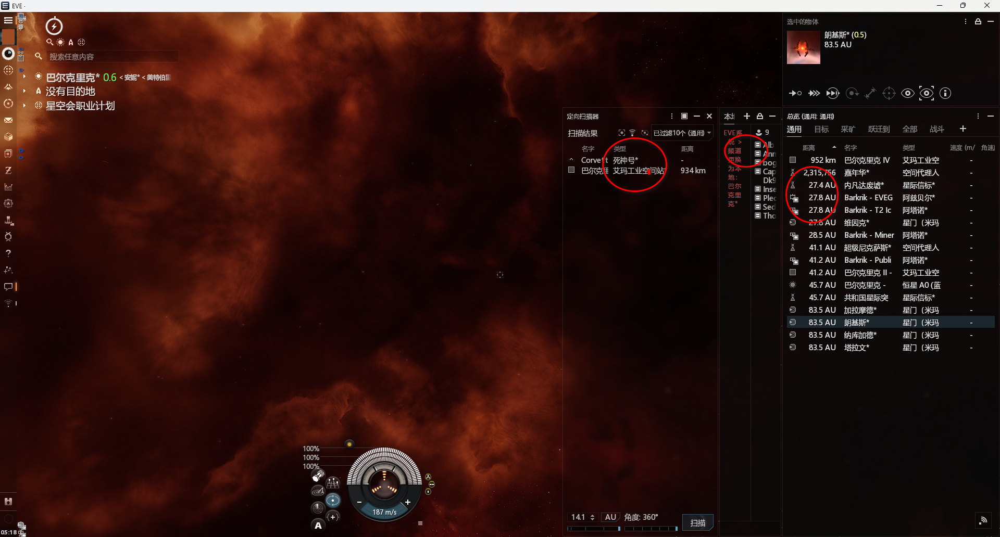 EVE -
搜索任意内容
巴尔克里克* 0.6 < 安妮* < 美特伯里
没有目的地
星空会职业计划
05:18
100%
100%
100%
187 m/s
A
定向扫描器
扫描结果
已过滤10个 (通用)
名字 类型 距离
Corvett 死神号* -
巴尔克里 艾玛工业空间站* 934 km
14.1 AU 角度: 360°
扫描
本地
EVE系
统 >
频道
更换
为本
地:
巴尔
克里
克*
9
Alb
Ann
bog
Cap
Dk9
Inse
Plec
Sed
Tho
选中的物体
朗基斯* (0.5)
83.5 AU
总览 (通用: 通用)
通用 目标 采矿 跃迁到 全部 战斗
距离 名字 类型 速度 (m/ 角速
952 km 巴尔克里克 IV 艾玛工业空 -
2,315,756 嘉年华* 空间代理人 -
27.4 AU 内凡达废墟* 星际信标* -
27.8 AU Barkrik - EVEG 阿兹贝尔* -
27.8 AU Barkrik - T2 Ic 阿塔诺* -
27.8 AU 维因克* 星门（米玛 -
28.5 AU Barkrik - Miner 阿塔诺* -
41.1 AU 超级尼克萨斯* 空间代理人 -
41.2 AU Barkrik - Publi 阿塔诺* -
41.2 AU 巴尔克里克 II - 艾玛工业空 -
45.7 AU 巴尔克里克 - 恒星 A0 (蓝 -
45.7 AU 共和国星际突 星际信标* -
83.5 AU 加拉摩德* 星门（米玛 -
83.5 AU 朗基斯* 星门（米玛 -
83.5 AU 纳库加德* 星门（米玛 -
83.5 AU 塔拉文* 星门（米玛 -